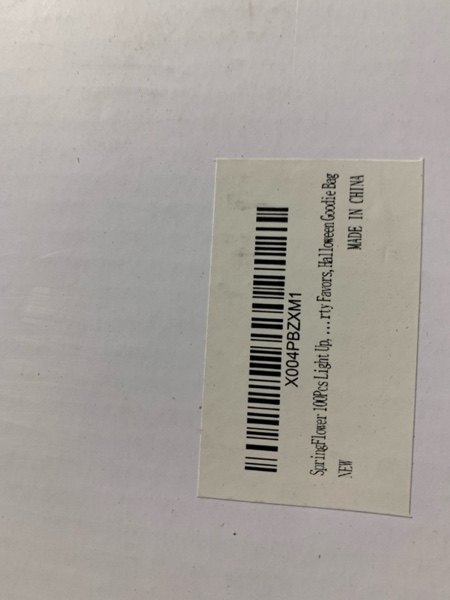 X004PBZXM1
SpringFlower 100Pcs Light Up, ...rty Favors,Halloween Goodie Bag
NEW
MADE IN CHINA